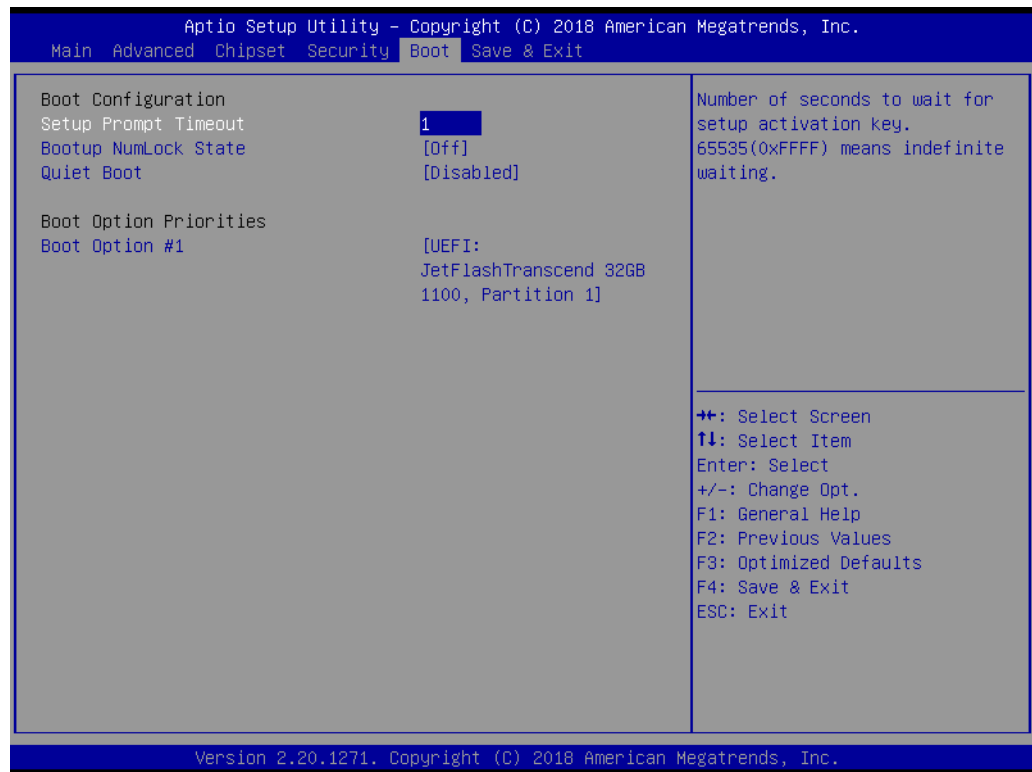 Aptio Setup Utility – Copyright (C) 2018 American Megatrends, Inc.
Main Advanced Chipset Security Boot Save & Exit
Boot Configuration
Setup Prompt Timeout 1
Bootup NumLock State [Off]
Quiet Boot [Disabled]
Boot Option Priorities
Boot Option #1 [UEFI:
JetFlashTranscend 32GB
1100, Partition 1]
Number of seconds to wait for
setup activation key.
65535(0xFFFF) means indefinite
waiting.
→←: Select Screen
↑↓: Select Item
Enter: Select
+/-: Change Opt.
F1: General Help
F2: Previous Values
F3: Optimized Defaults
F4: Save & Exit
ESC: Exit
Version 2.20.1271. Copyright (C) 2018 American Megatrends, Inc.